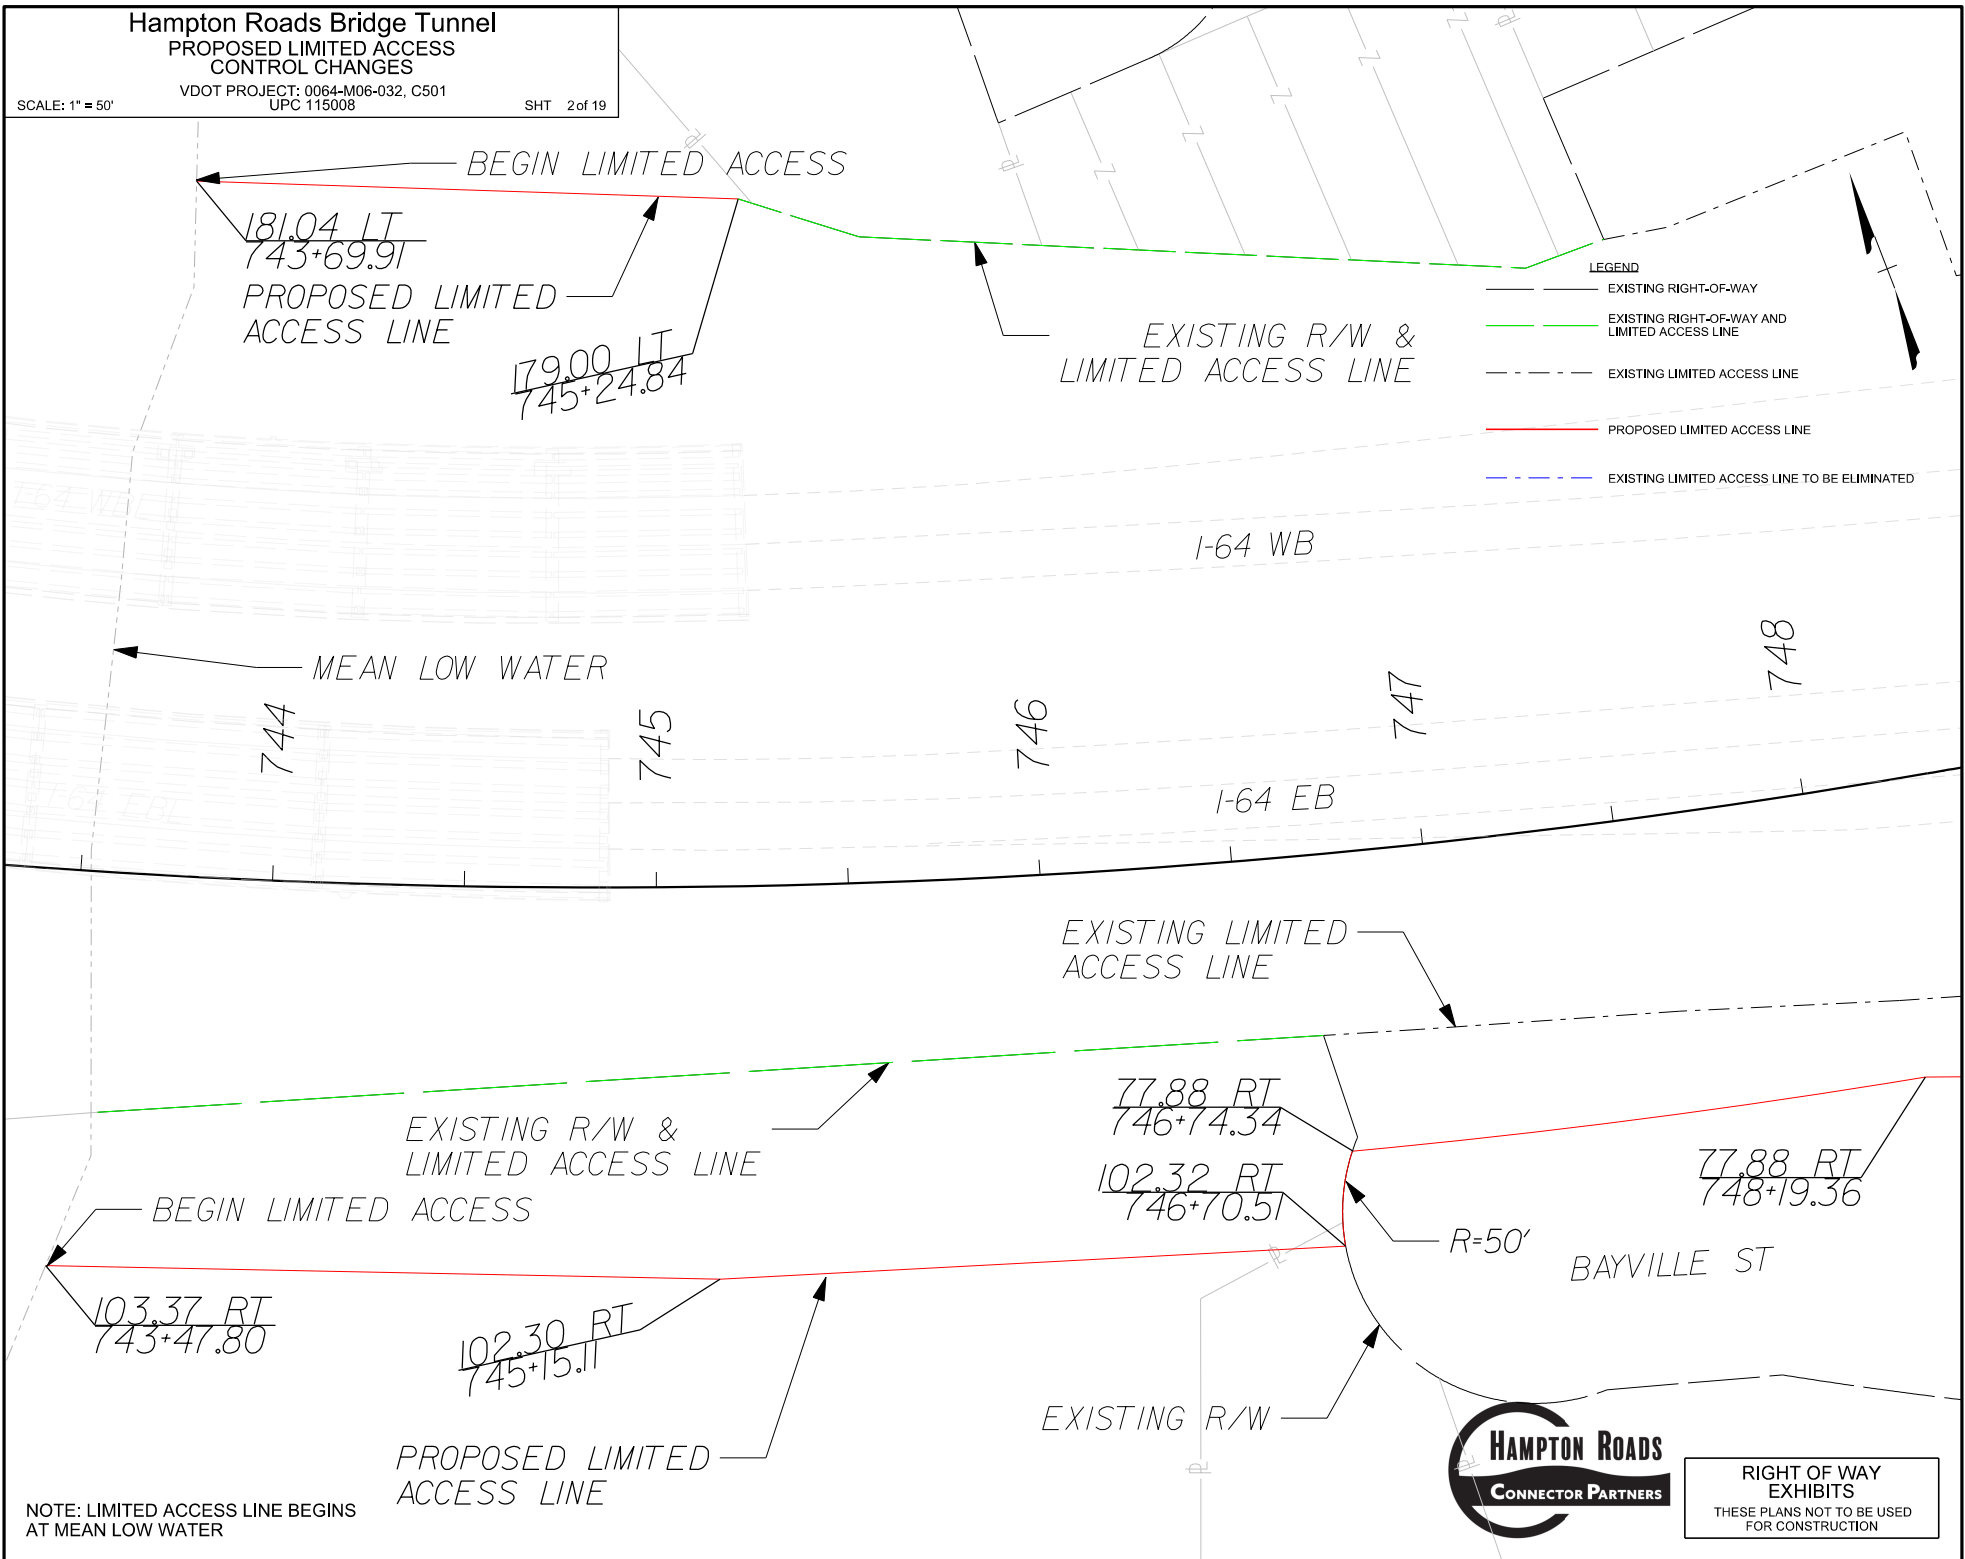 Hampton Roads Bridge Tunnel
PROPOSED LIMITED ACCESS
CONTROL CHANGES
VDOT PROJECT: 0064-M06-032, C501
UPC 115008
SCALE: 1" = 50'
SHT 2 of 19
BEGIN LIMITED ACCESS
181.04 LT
743+69.91
PROPOSED LIMITED
ACCESS LINE
179.00 LT
745+24.84
EXISTING R/W &
LIMITED ACCESS LINE
LEGEND
EXISTING RIGHT-OF-WAY
EXISTING RIGHT-OF-WAY AND
LIMITED ACCESS LINE
EXISTING LIMITED ACCESS LINE
PROPOSED LIMITED ACCESS LINE
EXISTING LIMITED ACCESS LINE TO BE ELIMINATED
I-64 WBL
I-64 WB
MEAN LOW WATER
744
745
746
747
748
I-64 EBL
I-64 EB
EXISTING LIMITED
ACCESS LINE
EXISTING R/W &
LIMITED ACCESS LINE
77.88 RT
746+74.34
102.32 RT
746+70.51
77.88 RT
748+19.36
R=50'
BAYVILLE ST
BEGIN LIMITED ACCESS
103.37 RT
743+47.80
102.30 RT
745+15.11
PROPOSED LIMITED
ACCESS LINE
EXISTING R/W
NOTE: LIMITED ACCESS LINE BEGINS
AT MEAN LOW WATER
HAMPTON ROADS
CONNECTOR PARTNERS
RIGHT OF WAY
EXHIBITS
THESE PLANS NOT TO BE USED
FOR CONSTRUCTION